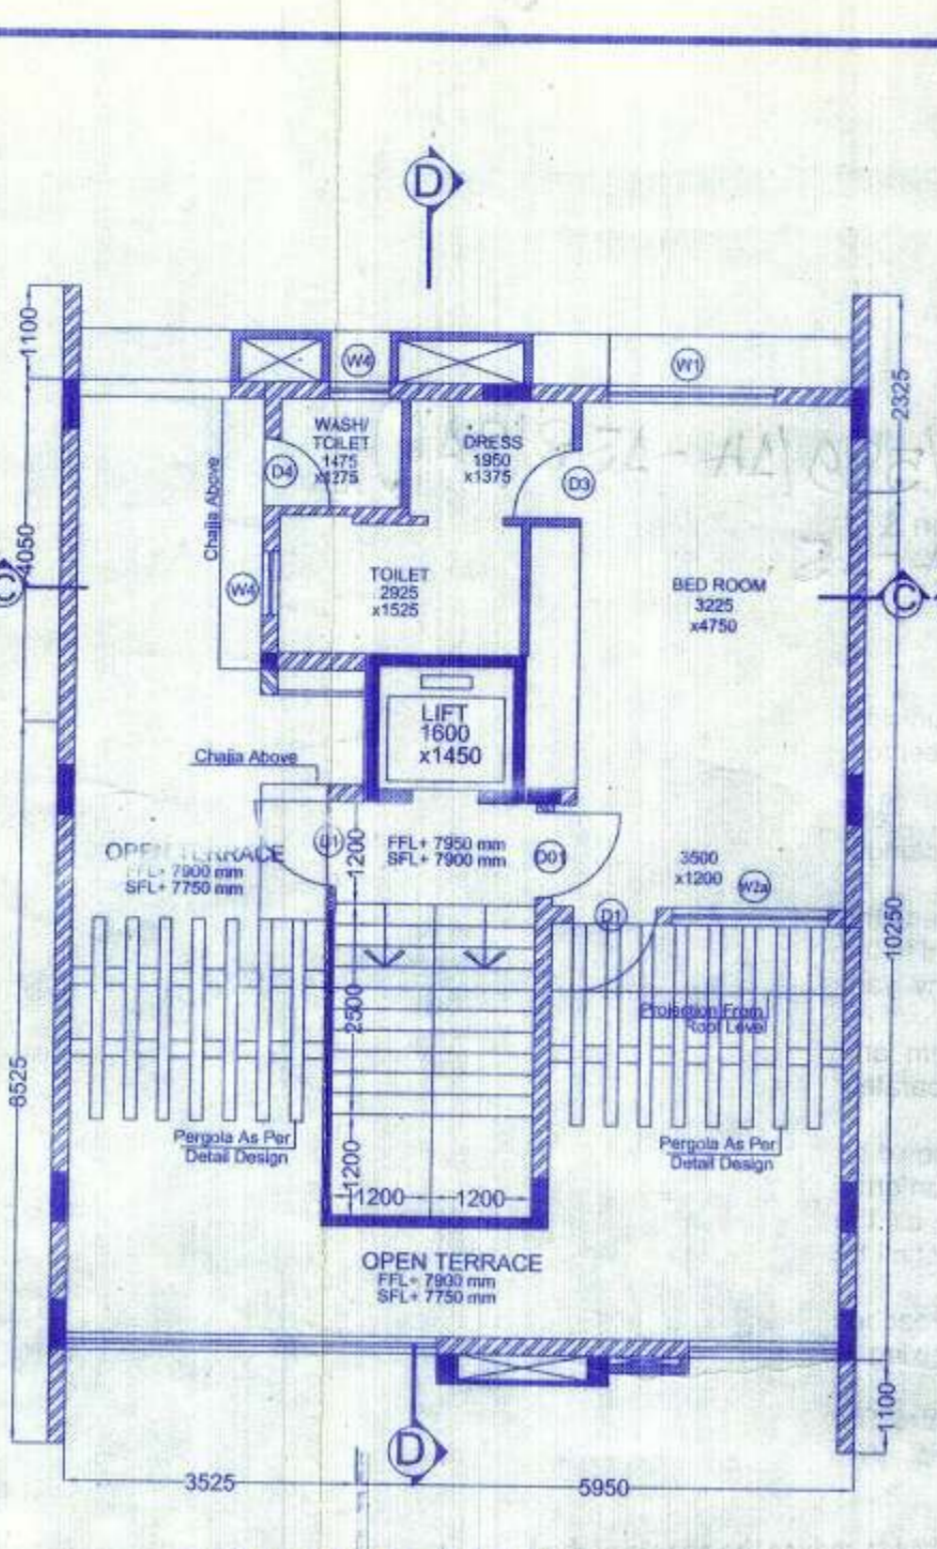 D
1100
W4
W1
2325
WASH/
TOILET
1475
x1275
DRESS
1950
x1375
D4
D3
Chajja Above
4050
C
W4
TOILET
2925
x1525
BED ROOM
3225
x4750
C
LIFT
1600
x1450
Chajja Above
D1
1200
FFL+ 7950 mm
SFL+ 7900 mm
D01
OPEN TERRACE
FFL+ 7900 mm
SFL+ 7750 mm
3500
x1200
W2a
D1
10250
2500
Projection From
Roof Level
8525
Pergola As Per
Detail Design
Pergola As Per
Detail Design
1200
1200
1200
OPEN TERRACE
FFL+ 7900 mm
SFL+ 7750 mm
1100
D
3525
5950